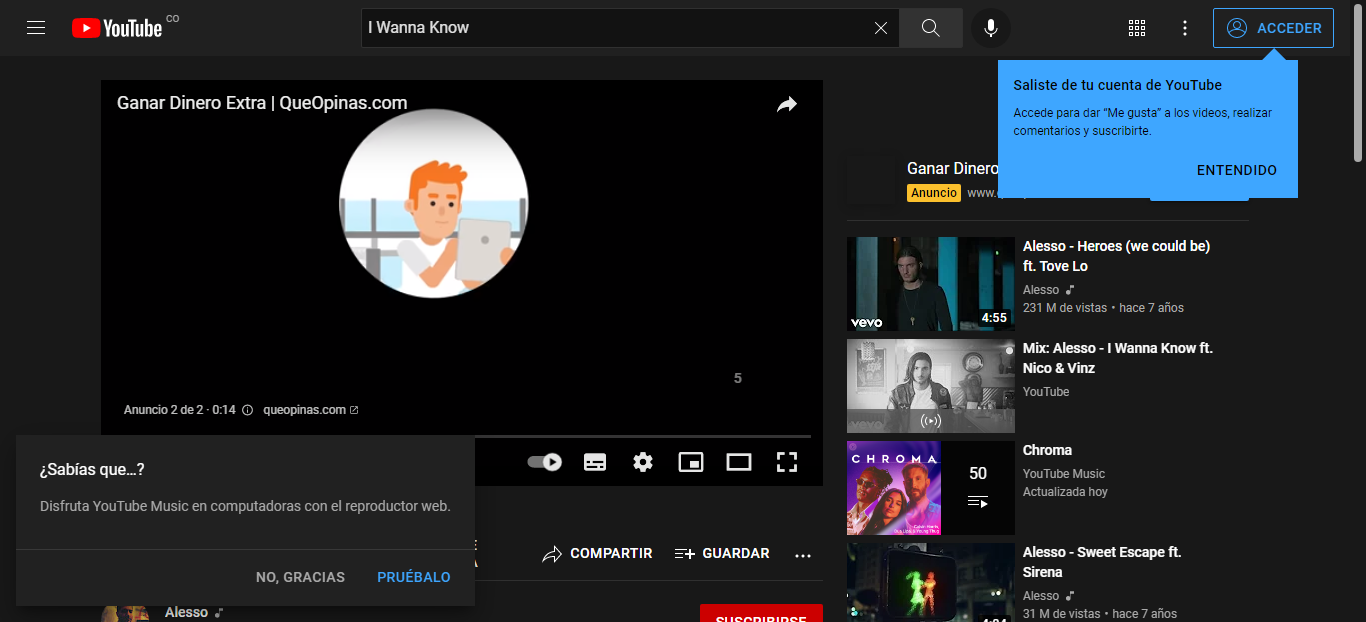 YouTube CO
I Wanna Know
ACCEDER
Saliste de tu cuenta de YouTube
Accede para dar “Me gusta” a los videos, realizar
comentarios y suscribirte.
ENTENDIDO
Ganar Dinero Extra | QueOpinas.com
5
Anuncio 2 de 2 · 0:14 queopinas.com
¿Sabías que…?
Disfruta YouTube Music en computadoras con el reproductor web.
NO, GRACIAS PRUÉBALO
COMPARTIR GUARDAR
Alesso
SUSCRIBIRSE
Ganar Dinero
Anuncio
Alesso - Heroes (we could be)
ft. Tove Lo
Alesso
231 M de vistas • hace 7 años
vevo 4:55
Mix: Alesso - I Wanna Know ft.
Nico & Vinz
YouTube
vevo
Chroma
YouTube Music
Actualizada hoy
CHROMA
50
Alesso - Sweet Escape ft.
Sirena
Alesso
31 M de vistas • hace 7 años